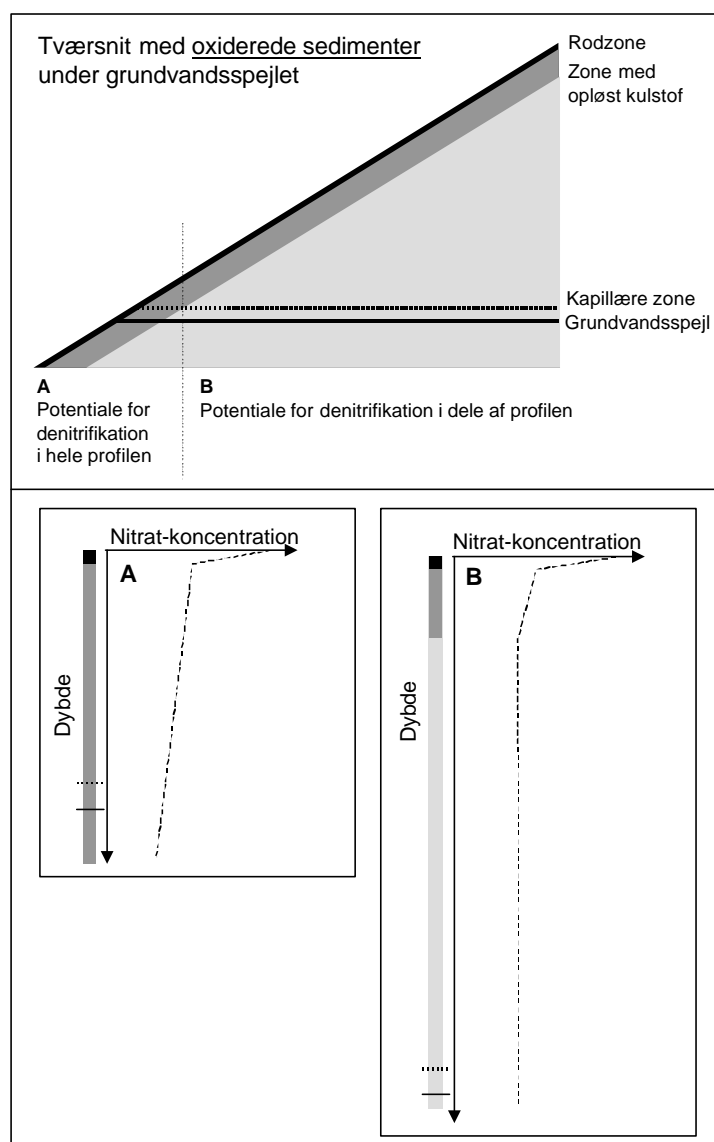 Tværsnit med oxiderede sedimenter
under grundvandsspejlet
Rodzone
Zone med
opløst kulstof
Kapillære zone
Grundvandsspejl
A
Potentiale for
denitrifikation
i hele profilen
B
Potentiale for denitrifikation i dele af profilen
Nitrat-koncentration
A
Dybde
Nitrat-koncentration
B
Dybde